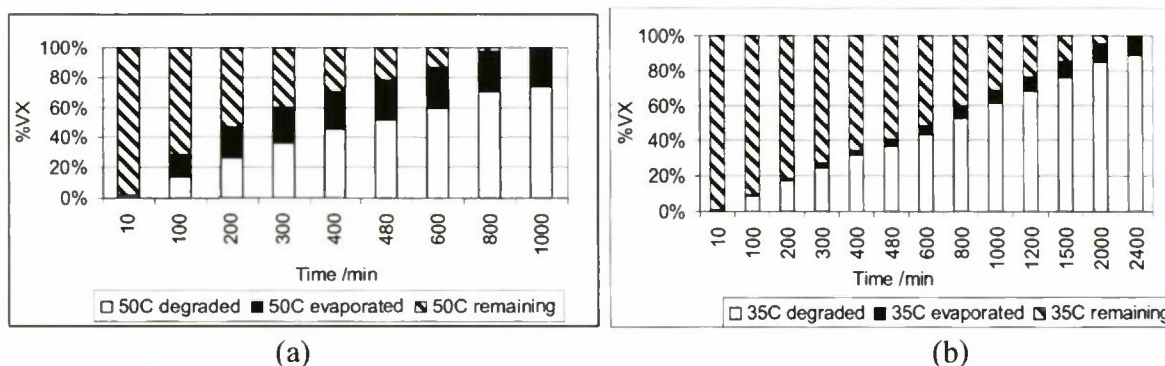 100%
80%
60%
40%
20%
0%
%VX
10 100 200 300 400 480 600 800 1000
Time /min
50C degraded 50C evaporated 50C remaining
(a)
100%
80%
60%
40%
20%
0%
%VX
10 100 200 300 400 480 600 800 1000 1200 1500 2000 2400
Time /min
35C degraded 35C evaporated 35C remaining
(b)